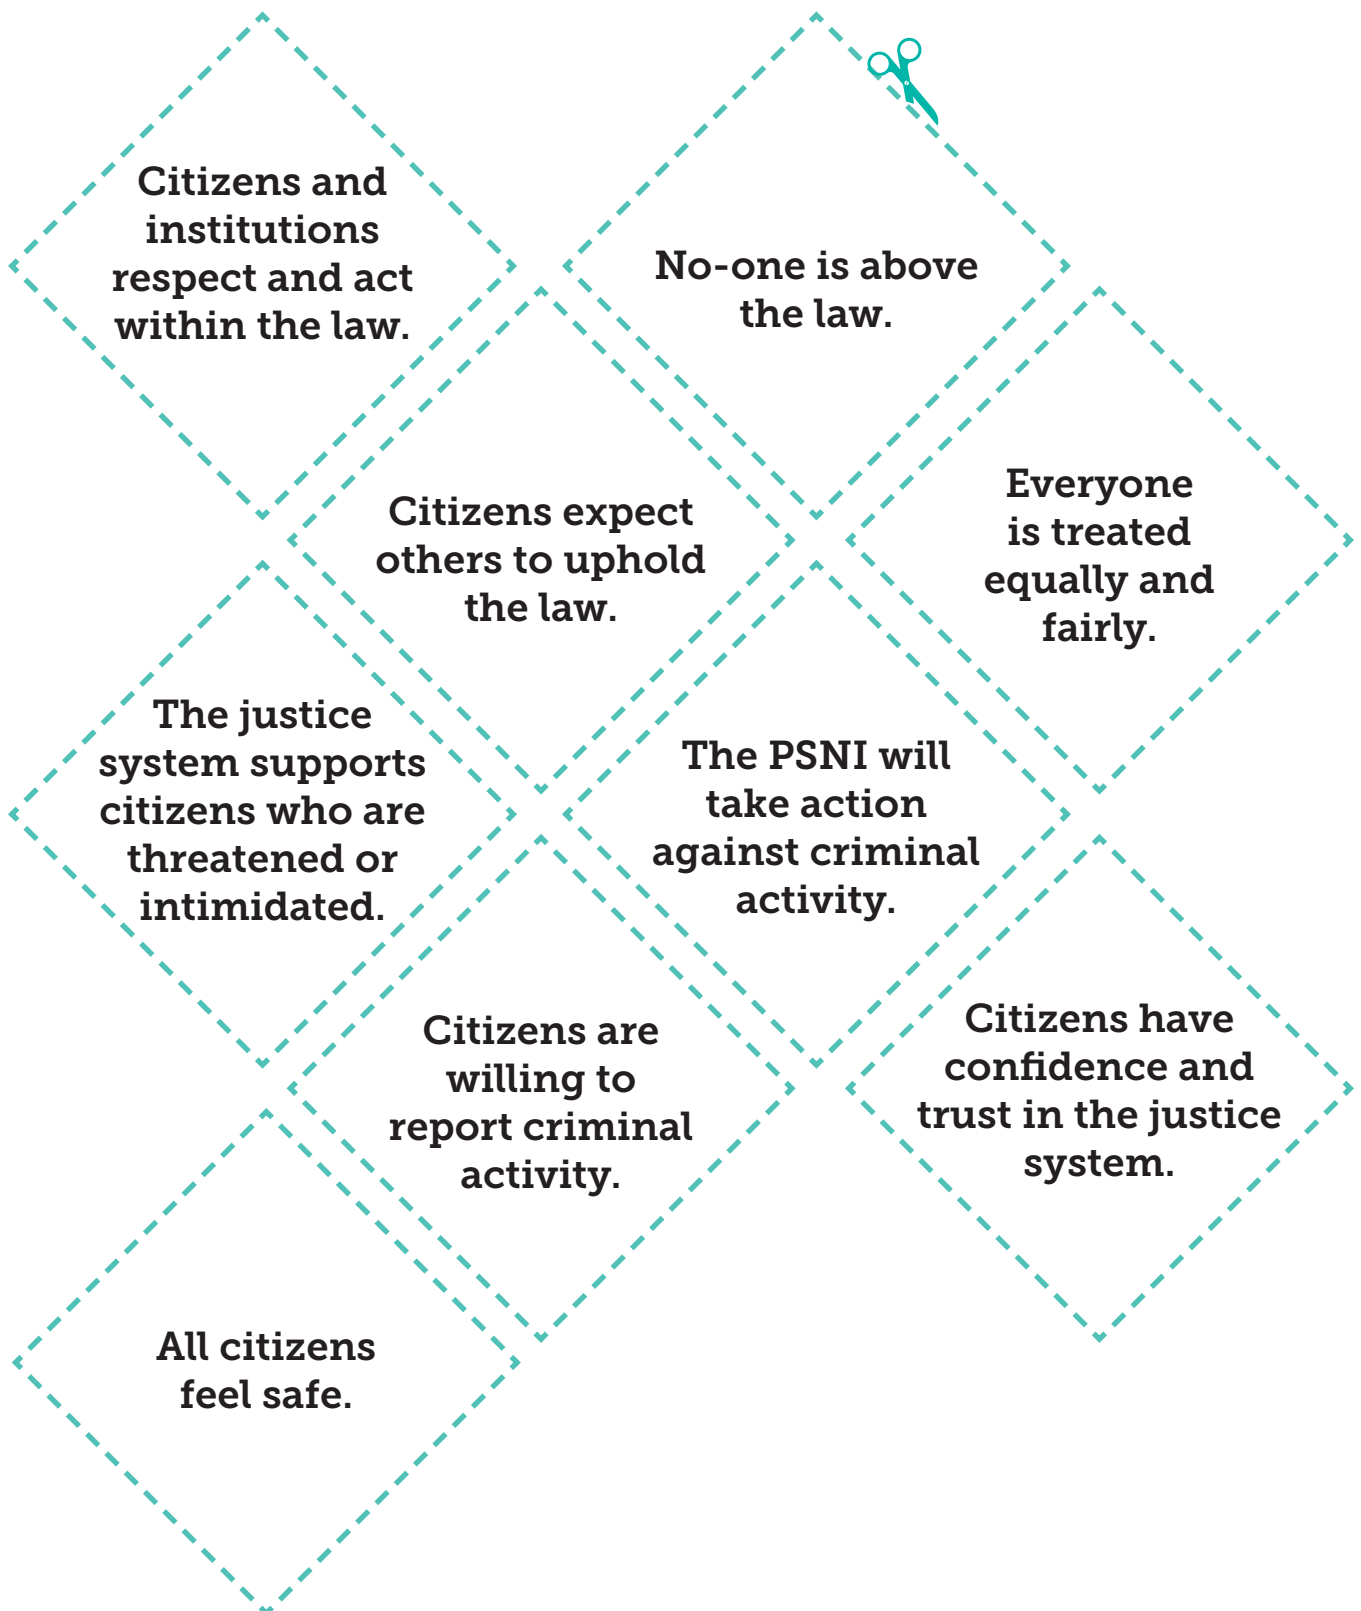 Citizens and
institutions
respect and act
within the law.
No-one is above
the law.
Citizens expect
others to uphold
the law.
Everyone
is treated
equally and
fairly.
The justice
system supports
citizens who are
threatened or
intimidated.
The PSNI will
take action
against criminal
activity.
Citizens are
willing to
report criminal
activity.
Citizens have
confidence and
trust in the justice
system.
All citizens
feel safe.